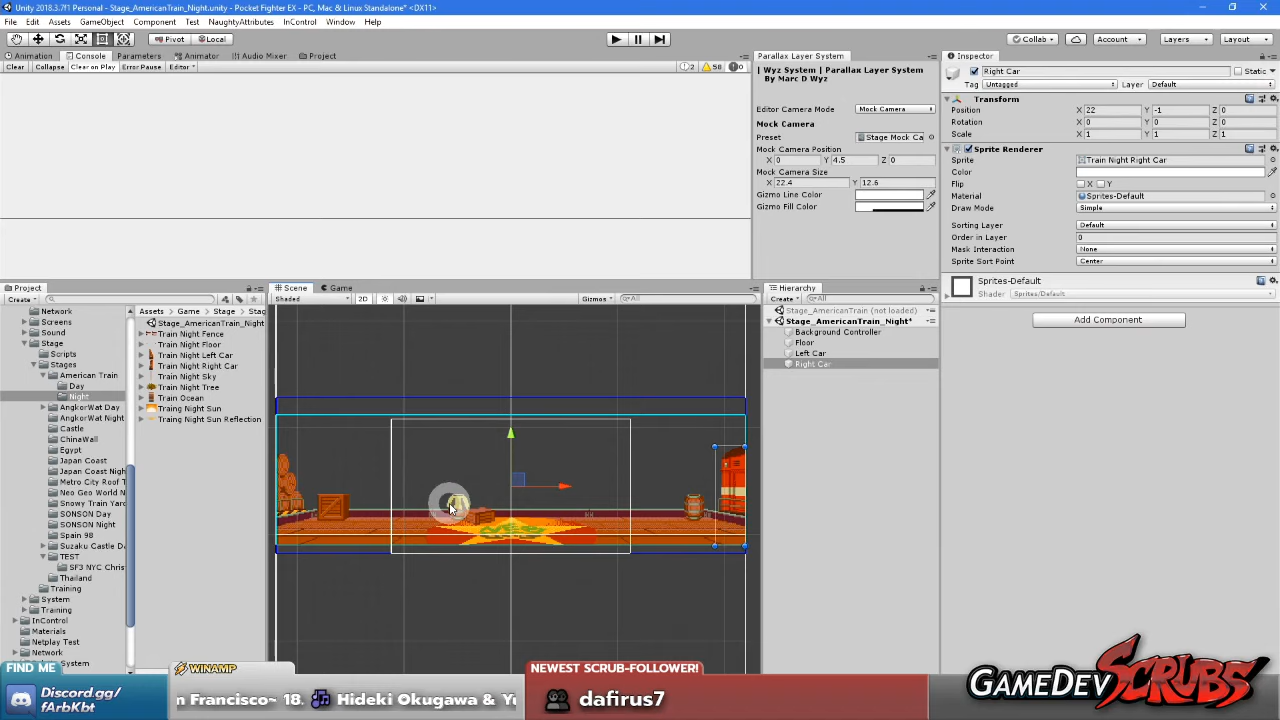 Unity 2018.3.7f1 Personal - Stage_AmericanTrain_Night.unity - Pocket Fighter EX - PC, Mac & Linux Standalone* <DX11>
File Edit Assets GameObject Component Test NaughtyAttributes InControl Window Help
Pivot Local Collab Account Layers Layout
Animation Console Parameters Animator Audio Mixer Project
Clear Collapse Clear on Play Error Pause Editor 2 58 0
Parallax Layer System
| Wyz System | Parallax Layer System
By Marc D Wyz
Editor Camera Mode Mock Camera
Mock Camera
Preset Stage Mock Ca
Mock Camera Position
X 0 Y 4.5 Z 0
Mock Camera Size
X 22.4 Y 12.6
Gizmo Line Color
Gizmo Fill Color
Inspector
Right Car Static
Tag Untagged Layer Default
Transform
Position X 22 Y -1 Z 0
Rotation X 0 Y 0 Z 0
Scale X 1 Y 1 Z 1
Sprite Renderer
Sprite Train Night Right Car
Color
Flip X Y
Material Sprites-Default
Draw Mode Simple
Sorting Layer Default
Order in Layer 0
Mask Interaction None
Sprite Sort Point Center
Sprites-Default
Shader Sprites/Default
Add Component
Project
Create
Network
Screens
Sound
Stage
Scripts
Stages
American Train
Day
Night
AngkorWat Day
AngkorWat Night
Castle
ChinaWall
Egypt
Japan Coast
Japan Coast Nigh
Metro City Roof T
Neo Geo World N
Snowy Train Yard
SONSON Day
SONSON Night
Spain 98
Suzaku Castle Da
TEST
SF3 NYC Chris
Thailand
Training
System
Training
InControl
Materials
Netplay Test
Network
System
Assets Game Stage Stag
Stage_AmericanTrain_Night
Train Night Fence
Train Night Floor
Train Night Left Car
Train Night Right Car
Train Night Sky
Train Night Tree
Train Ocean
Traing Night Sun
Traing Night Sun Reflection
Scene Game
Shaded 2D Gizmos All
Hierarchy
Create All
Stage_AmericanTrain (not loaded)
Stage_AmericanTrain_Night*
Background Controller
Floor
Left Car
Right Car
FIND ME
Discord.gg/
fArbKbt
WINAMP
n Francisco~ 18. Hideki Okugawa & Yu
NEWEST SCRUB-FOLLOWER!
dafirus7
GAMEDEV SCRUBS